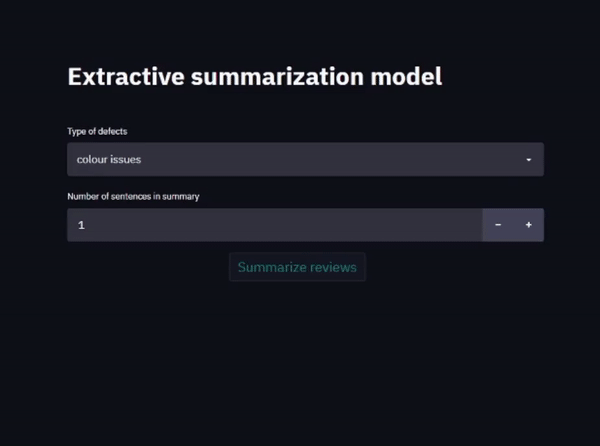 Extractive summarization model
Type of defects
colour issues
Number of sentences in summary
1
− +
Summarize reviews